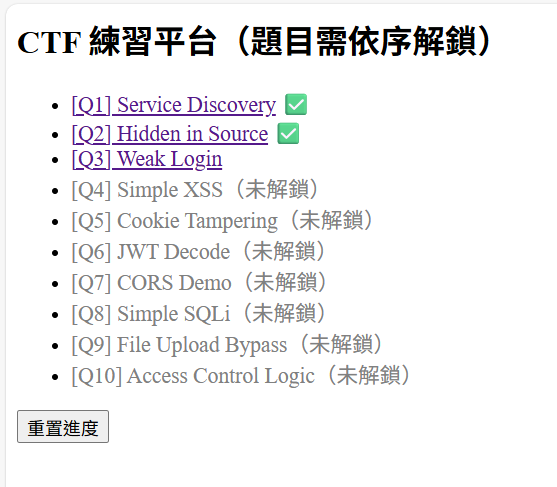 CTF 練習平台（題目需依序解鎖）
[Q1] Service Discovery ✅
[Q2] Hidden in Source ✅
[Q3] Weak Login
[Q4] Simple XSS（未解鎖）
[Q5] Cookie Tampering（未解鎖）
[Q6] JWT Decode（未解鎖）
[Q7] CORS Demo（未解鎖）
[Q8] Simple SQLi（未解鎖）
[Q9] File Upload Bypass（未解鎖）
[Q10] Access Control Logic（未解鎖）
重置進度